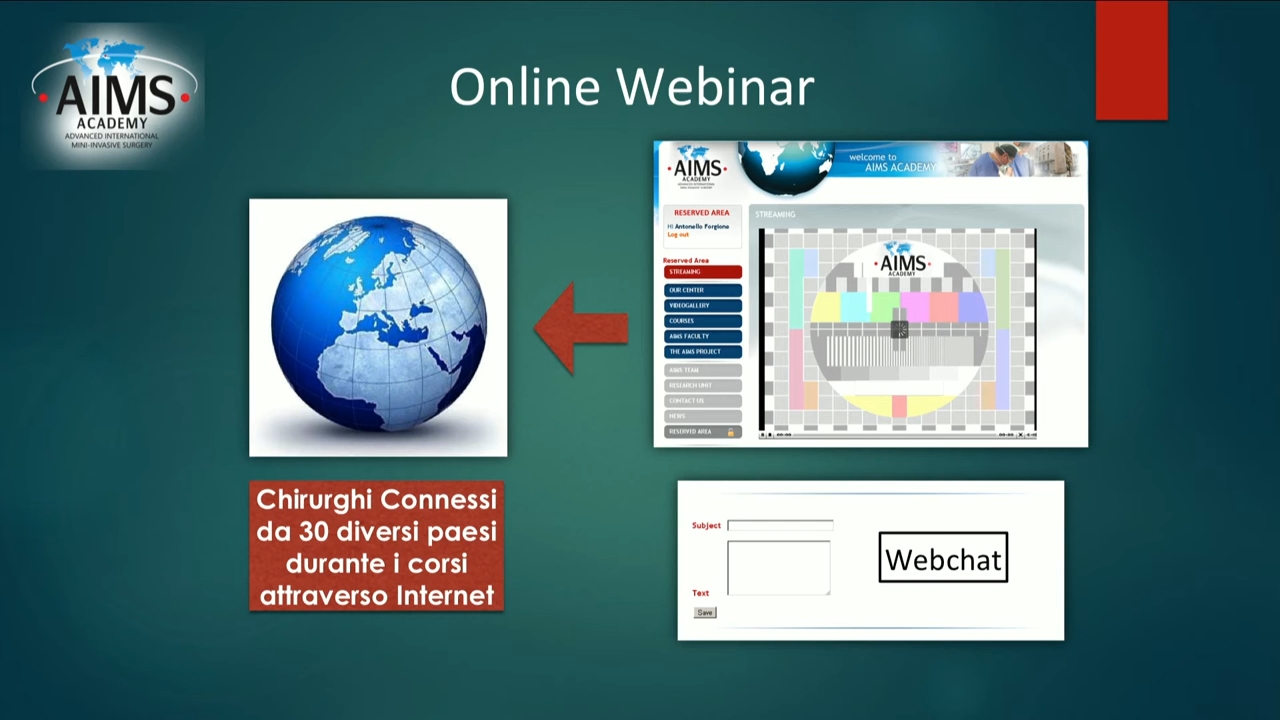 AIMS
ACADEMY
ADVANCED INTERNATIONAL
MINI-INVASIVE SURGERY
Online Webinar
AIMS
ACADEMY
welcome to
AIMS ACADEMY
RESERVED AREA
Hi Antonello Forgione
Log out
Reserved Area
STREAMING
OUR CENTER
VIDEOGALLERY
COURSES
AIMS FACULTY
THE AIMS PROJECT
AIMS TEAM
RESEARCH UNIT
CONTACT US
NEWS
RESERVED AREA
STREAMING
AIMS
ACADEMY
Chirurghi Connessi
da 30 diversi paesi
durante i corsi
attraverso Internet
Subject
Text
Save
Webchat